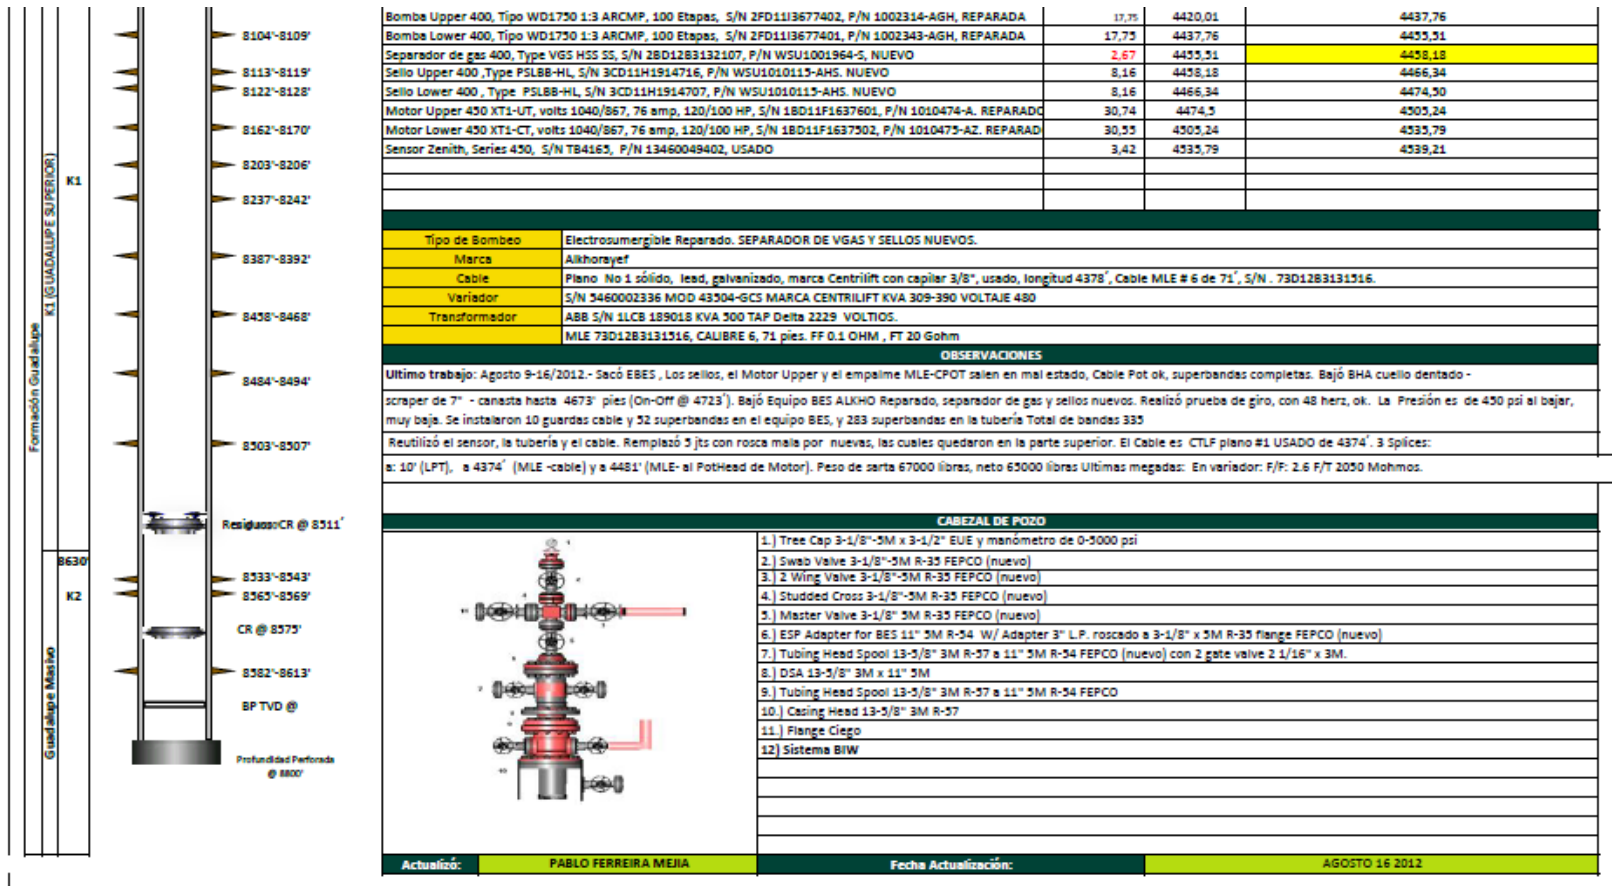 Bomba Upper 400, Tipo WD1750 1:3 ARCMP, 100 Etapas, S/N 2FD11I3677402, P/N 1002314-AGH, REPARADA 17,75 4420,01 4437,76
Bomba Lower 400, Tipo WD1750 1:3 ARCMP, 100 Etapas, S/N 2FD11I3677401, P/N 1002343-AGH, REPARADA 17,75 4437,76 4455,51
Separador de gas 400, Type VGS HSS SS, S/N 2BD12B3132107, P/N WSU1001964-S, NUEVO 2,67 4455,51 4458,18
Sello Upper 400 ,Type PSLBB-HL, S/N 3CD11H1914716, P/N WSU1010115-AHS. NUEVO 8,16 4458,18 4466,34
Sello Lower 400 , Type PSLBB-HL, S/N 3CD11H1914707, P/N WSU1010115-AHS. NUEVO 8,16 4466,34 4474,50
Motor Upper 450 XT1-UT, volts 1040/867, 76 amp, 120/100 HP, S/N 1BD11F1637601, P/N 1010474-A. REPARADO 30,74 4474,5 4505,24
Motor Lower 450 XT1-CT, volts 1040/867, 76 amp, 120/100 HP, S/N 1BD11F1637502, P/N 1010475-AZ. REPARAD 30,55 4505,24 4535,79
Sensor Zenith, Series 450, S/N TB4165, P/N 13460049402, USADO 3,42 4535,79 4539,21
8104'-8109'
8113'-8119'
8122'-8128'
8162'-8170'
8203'-8206'
8237'-8242'
8387'-8392'
8458'-8468'
8484'-8494'
8503'-8507'
Residuos:CR @ 8511´
8533'-8543'
8565'-8569'
CR @ 8575'
8582'-8613'
BP TVD @
Profundidad Perforada
@ 8800'
Formación Guadalupe
K1 (GUADALUPE SUPERIOR)
K1
8630'
K2
Guadalupe Masivo
Tipo de Bombeo Electrosumergible Reparado. SEPARADOR DE VGAS Y SELLOS NUEVOS.
Marca Alkhorayef
Cable Plano No 1 sólido, lead, galvanizado, marca Centrilift con capilar 3/8", usado, longitud 4378´, Cable MLE # 6 de 71´, S/N . 73D12B3131516.
Variador S/N 5460002336 MOD 43504-GCS MARCA CENTRILIFT KVA 309-390 VOLTAJE 480
Transformador ABB S/N 1LCB 189018 KVA 500 TAP Delta 2229 VOLTIOS.
MLE 73D12B3131516, CALIBRE 6, 71 pies. FF 0.1 OHM , FT 20 Gohm
OBSERVACIONES
Ultimo trabajo: Agosto 9-16/2012.- Sacó EBES , Los sellos, el Motor Upper y el empalme MLE-CPOT salen en mal estado, Cable Pot ok, superbandas completas. Bajó BHA cuello dentado -
scraper de 7" - canasta hasta 4673' pies (On-Off @ 4723´). Bajó Equipo BES ALKHO Reparado, separador de gas y sellos nuevos. Realizó prueba de giro, con 48 herz, ok. La Presión es de 450 psi al bajar,
muy baja. Se instalaron 10 guardas cable y 52 superbandas en el equipo BES, y 283 superbandas en la tubería Total de bandas 335
Reutilizó el sensor, la tubería y el cable. Remplazó 5 jts con rosca mala por nuevas, las cuales quedaron en la parte superior. El Cable es CTLF plano #1 USADO de 4374´. 3 Splices:
a: 10' (LPT), a 4374´ (MLE -cable) y a 4481' (MLE- al PotHead de Motor). Peso de sarta 67000 libras, neto 65000 libras Ultimas megadas: En variador: F/F: 2.6 F/T 2050 Mohmos.
CABEZAL DE POZO
1.) Tree Cap 3-1/8"-5M x 3-1/2" EUE y manómetro de 0-5000 psi
2.) Swab Valve 3-1/8"-5M R-35 FEPCO (nuevo)
3.) 2 Wing Valve 3-1/8"-5M R-35 FEPCO (nuevo)
4.) Studded Cross 3-1/8"-5M R-35 FEPCO (nuevo)
5.) Master Valve 3-1/8" 5M R-35 FEPCO (nuevo)
6.) ESP Adapter for BES 11" 5M R-54 W/ Adapter 3" L.P. roscado a 3-1/8" x 5M R-35 flange FEPCO (nuevo)
7.) Tubing Head Spool 13-5/8" 3M R-57 a 11" 5M R-54 FEPCO (nuevo) con 2 gate valve 2 1/16" x 3M.
8.) DSA 13-5/8" 3M x 11" 5M
9.) Tubing Head Spool 13-5/8" 3M R-57 a 11" 5M R-54 FEPCO
10.) Casing Head 13-5/8" 3M R-57
11.) Flange Ciego
12) Sistema BIW
Actualizó: PABLO FERREIRA MEJIA Fecha Actualización: AGOSTO 16 2012